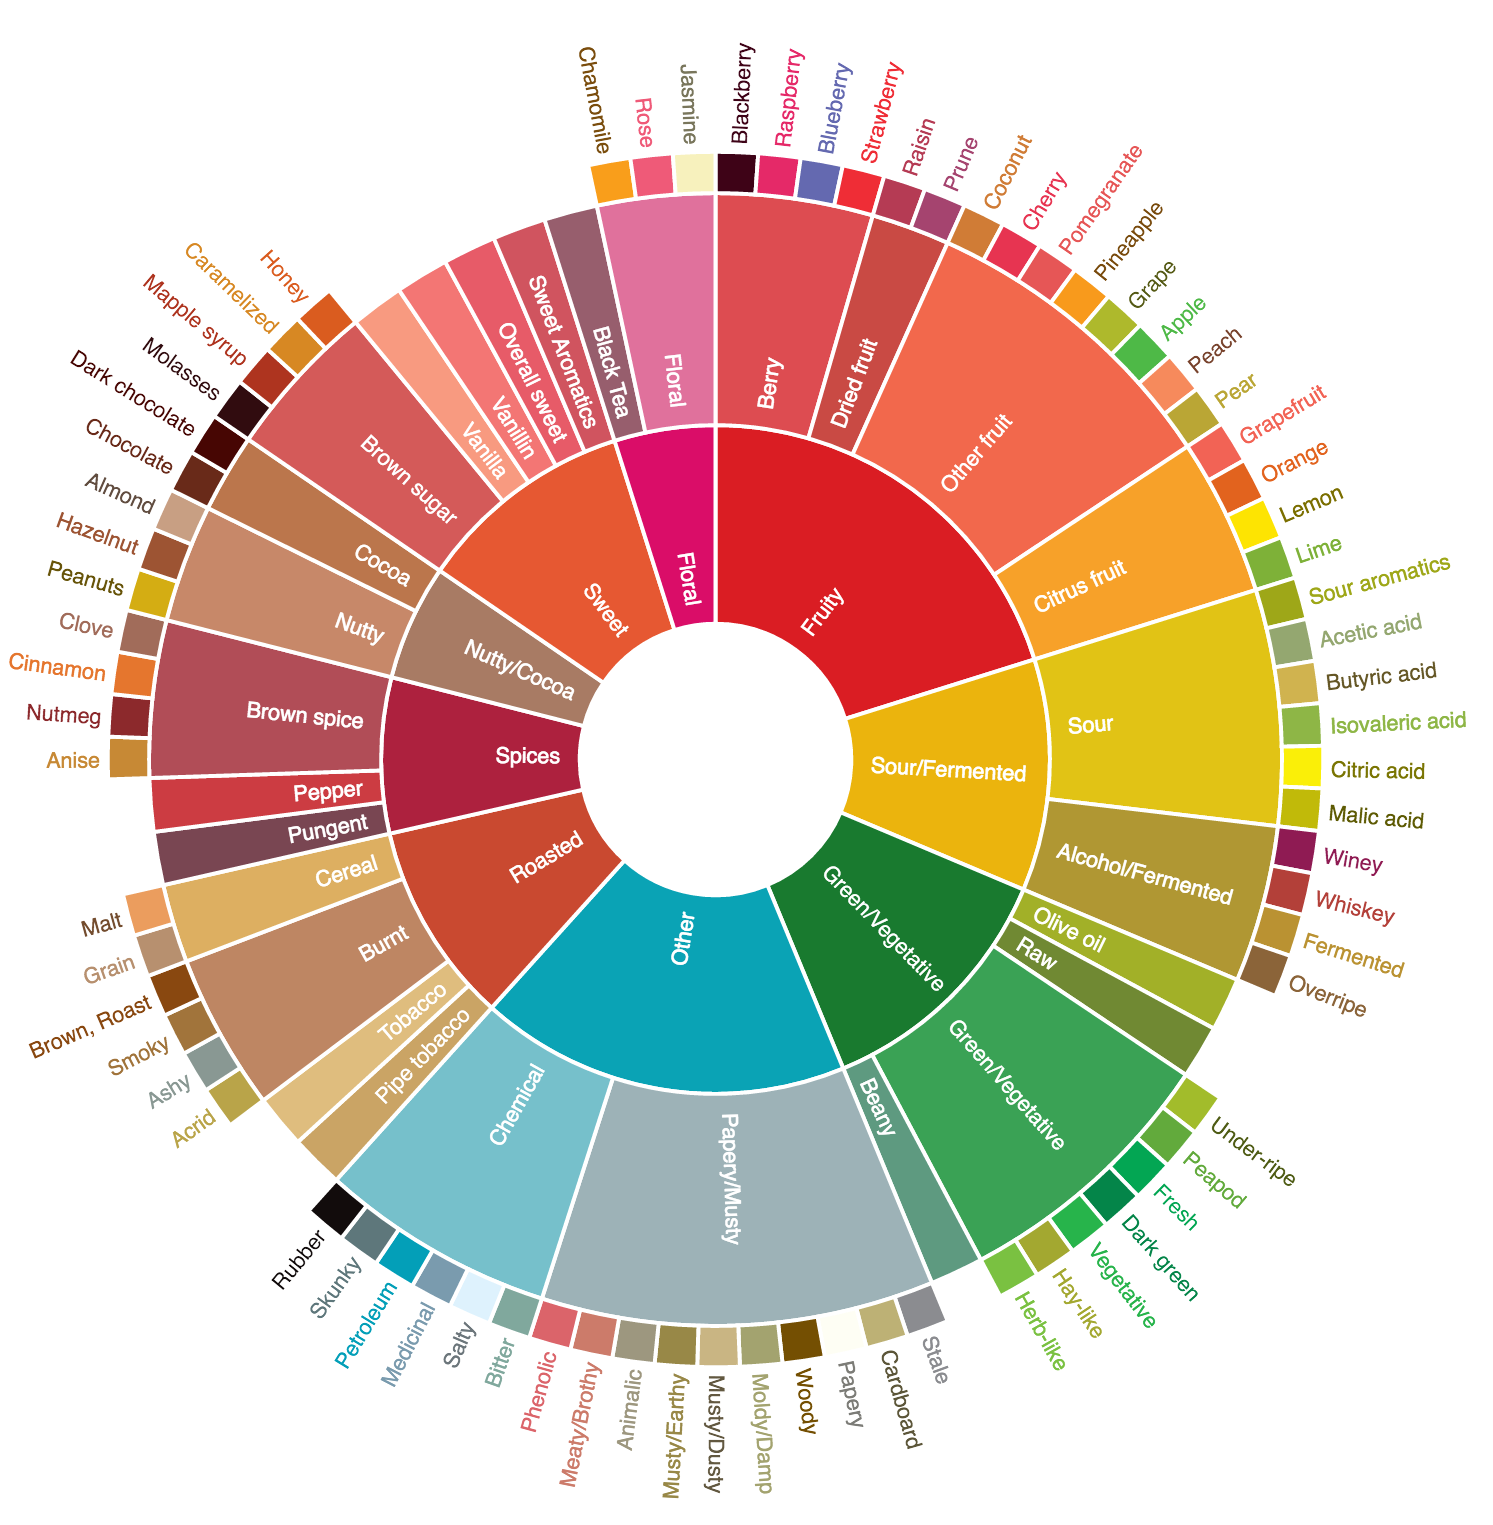 Fruity
Berry
Blackberry
Raspberry
Blueberry
Strawberry
Dried fruit
Raisin
Prune
Other fruit
Coconut
Cherry
Pomegranate
Pineapple
Grape
Apple
Peach
Pear
Citrus fruit
Grapefruit
Orange
Lemon
Lime
Sour/Fermented
Sour
Sour aromatics
Acetic acid
Butyric acid
Isovaleric acid
Citric acid
Malic acid
Alcohol/Fermented
Winey
Whiskey
Fermented
Overripe
Green/Vegetative
Olive oil
Raw
Green/Vegetative
Under-ripe
Peapod
Fresh
Dark green
Vegetative
Hay-like
Herb-like
Beany
Other
Papery/Musty
Stale
Cardboard
Papery
Woody
Moldy/Damp
Musty/Dusty
Musty/Earthy
Animalic
Meaty/Brothy
Phenolic
Chemical
Bitter
Salty
Medicinal
Petroleum
Skunky
Rubber
Roasted
Pipe tobacco
Tobacco
Burnt
Acrid
Ashy
Smoky
Brown, Roast
Cereal
Grain
Malt
Spices
Pungent
Pepper
Brown spice
Anise
Nutmeg
Cinnamon
Clove
Nutty/Cocoa
Nutty
Peanuts
Hazelnut
Almond
Cocoa
Chocolate
Dark chocolate
Sweet
Brown sugar
Molasses
Mapple syrup
Caramelized
Honey
Vanilla
Vanillin
Overall sweet
Sweet Aromatics
Floral
Black Tea
Floral
Chamomile
Rose
Jasmine